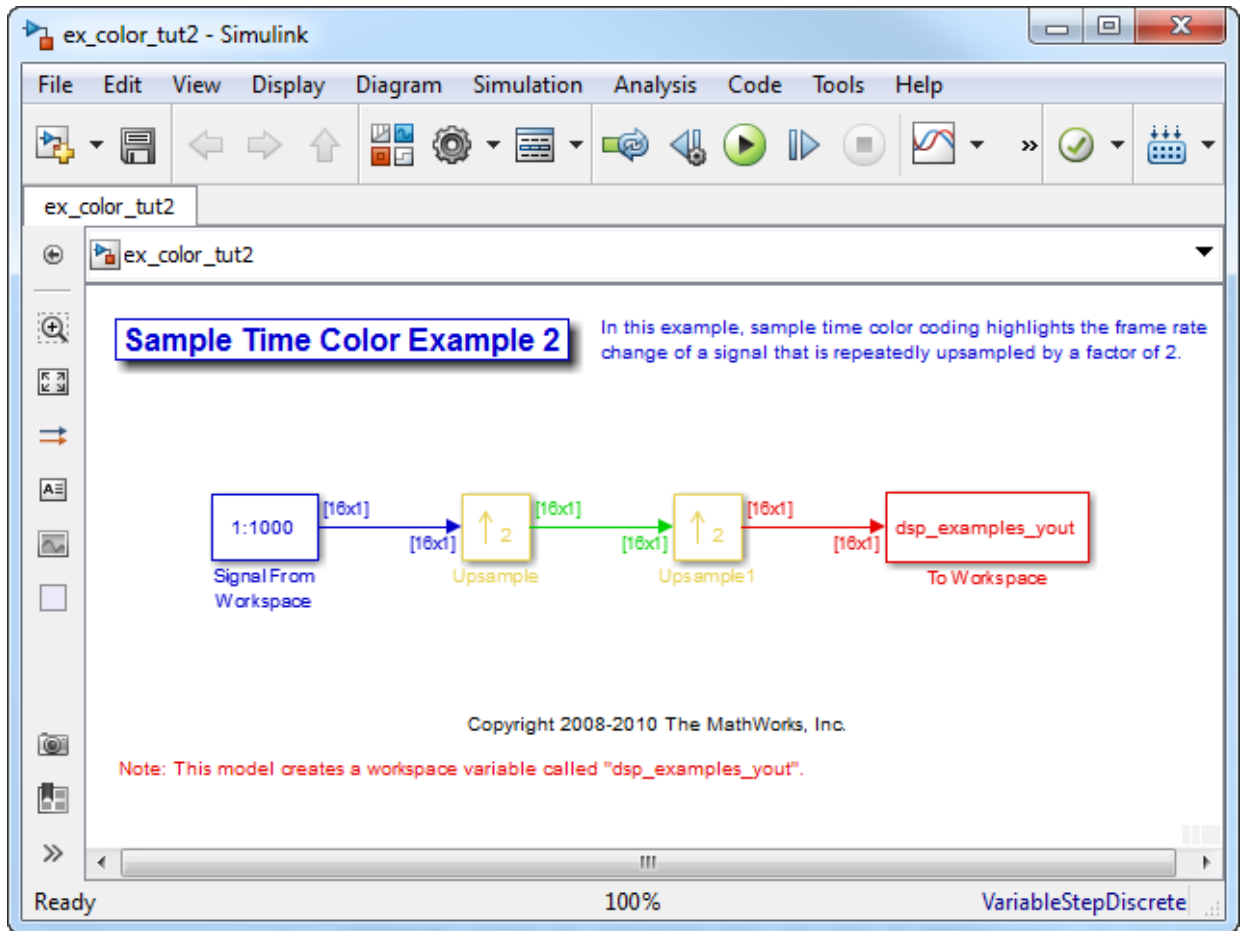 ex_color_tut2 - Simulink
File Edit View Display Diagram Simulation Analysis Code Tools Help
ex_color_tut2
ex_color_tut2
Sample Time Color Example 2
In this example, sample time color coding highlights the frame rate
change of a signal that is repeatedly upsampled by a factor of 2.
1:1000
[16x1]
[16x1]
2
[16x1]
[16x1]
2
[16x1]
[16x1]
dsp_examples_yout
Signal From
Workspace
Upsample
Upsample1
To Workspace
Copyright 2008-2010 The MathWorks, Inc.
Note: This model creates a workspace variable called "dsp_examples_yout".
Ready 100% VariableStepDiscrete